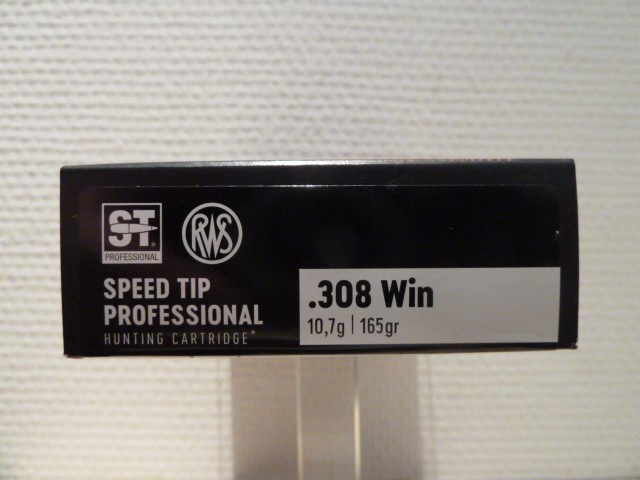 ST®
PROFESSIONAL
RWS
SPEED TIP
PROFESSIONAL
HUNTING CARTRIDGE®
.308 Win
10,7g | 165gr